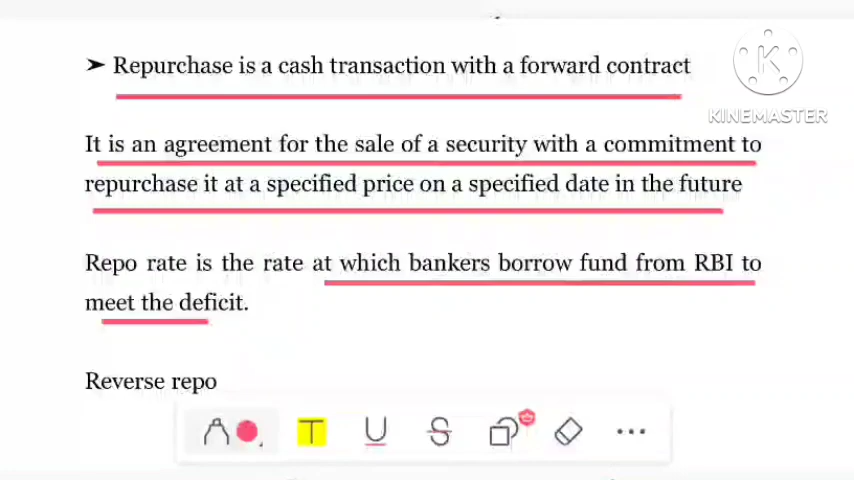 ➤ Repurchase is a cash transaction with a forward contract
KINEMASTER
It is an agreement for the sale of a security with a commitment to
repurchase it at a specified price on a specified date in the future
Repo rate is the rate at which bankers borrow fund from RBI to
meet the deficit.
Reverse repo